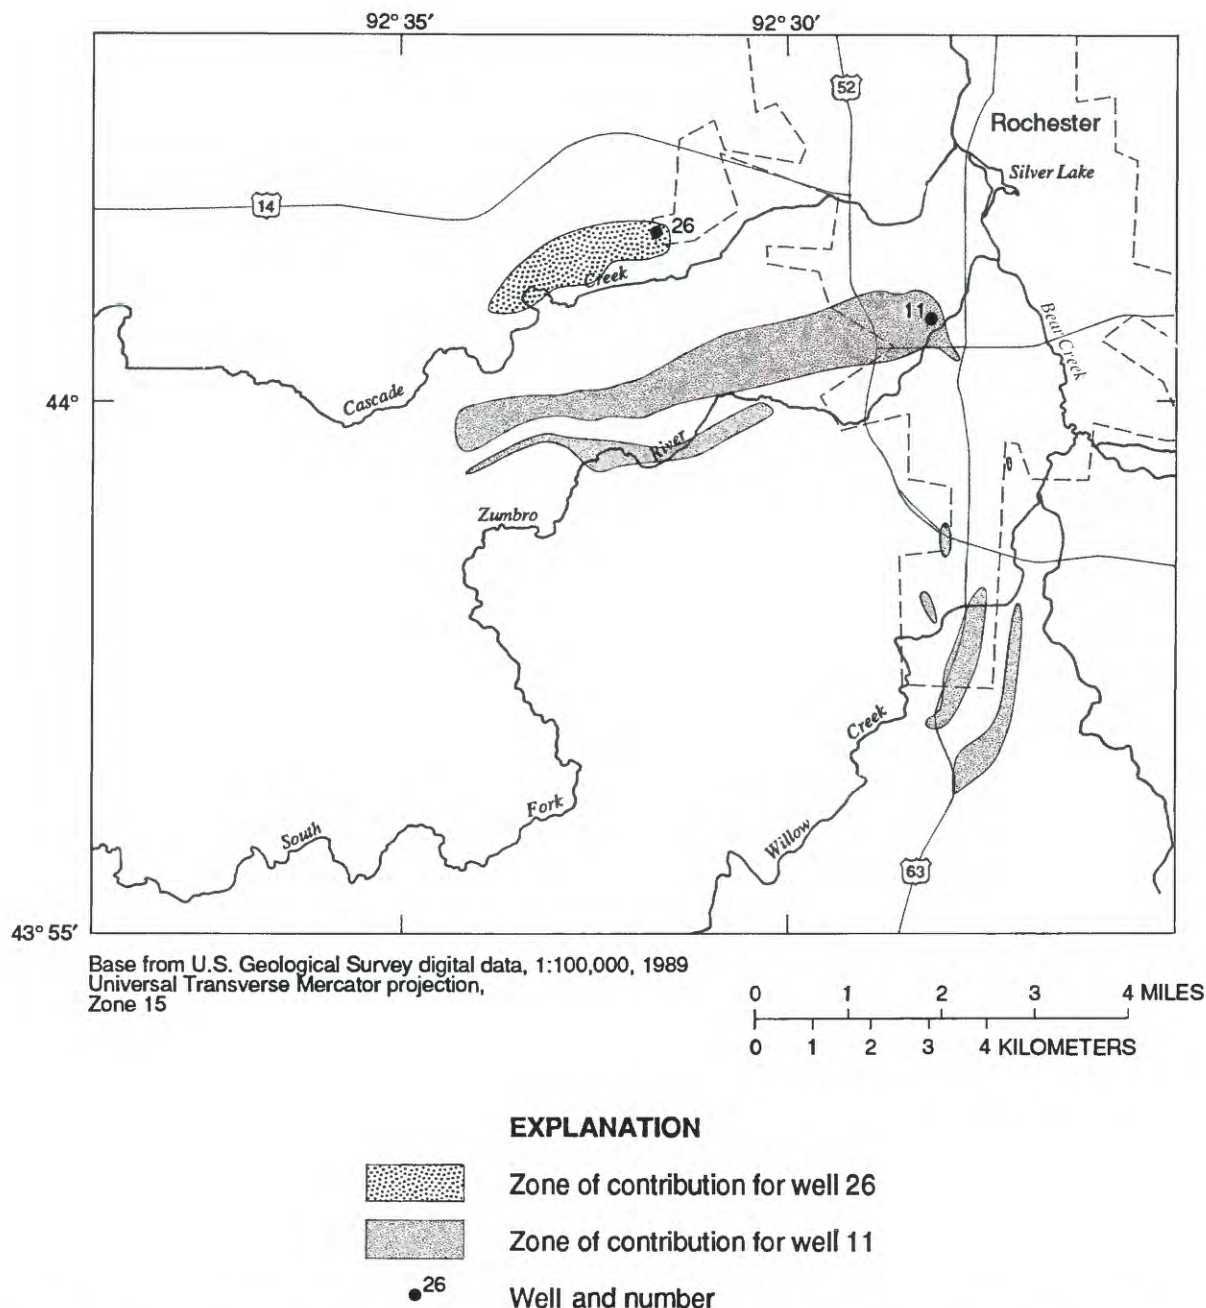 92° 35′ 92° 30′
52
Rochester
Silver Lake
14
26
Creek
11
Bear Creek
44°
Cascade
River
Zumbro
Creek
Fork
South
Willow
63
43° 55′
Base from U.S. Geological Survey digital data, 1:100,000, 1989
Universal Transverse Mercator projection,
Zone 15
0 1 2 3 4 MILES
0 1 2 3 4 KILOMETERS
EXPLANATION
Zone of contribution for well 26
Zone of contribution for well 11
26 Well and number